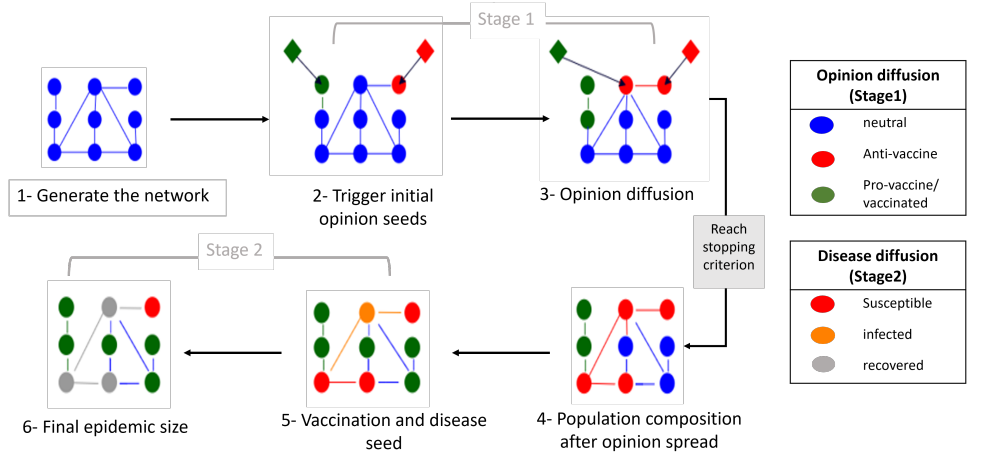 Stage 1
1- Generate the network
2- Trigger initial
opinion seeds
3- Opinion diffusion
Reach
stopping
criterion
Opinion diffusion
(Stage1)
neutral
Anti-vaccine
Pro-vaccine/
vaccinated
Disease diffusion
(Stage2)
Susceptible
infected
recovered
Stage 2
4- Population composition
after opinion spread
5- Vaccination and disease
seed
6- Final epidemic size